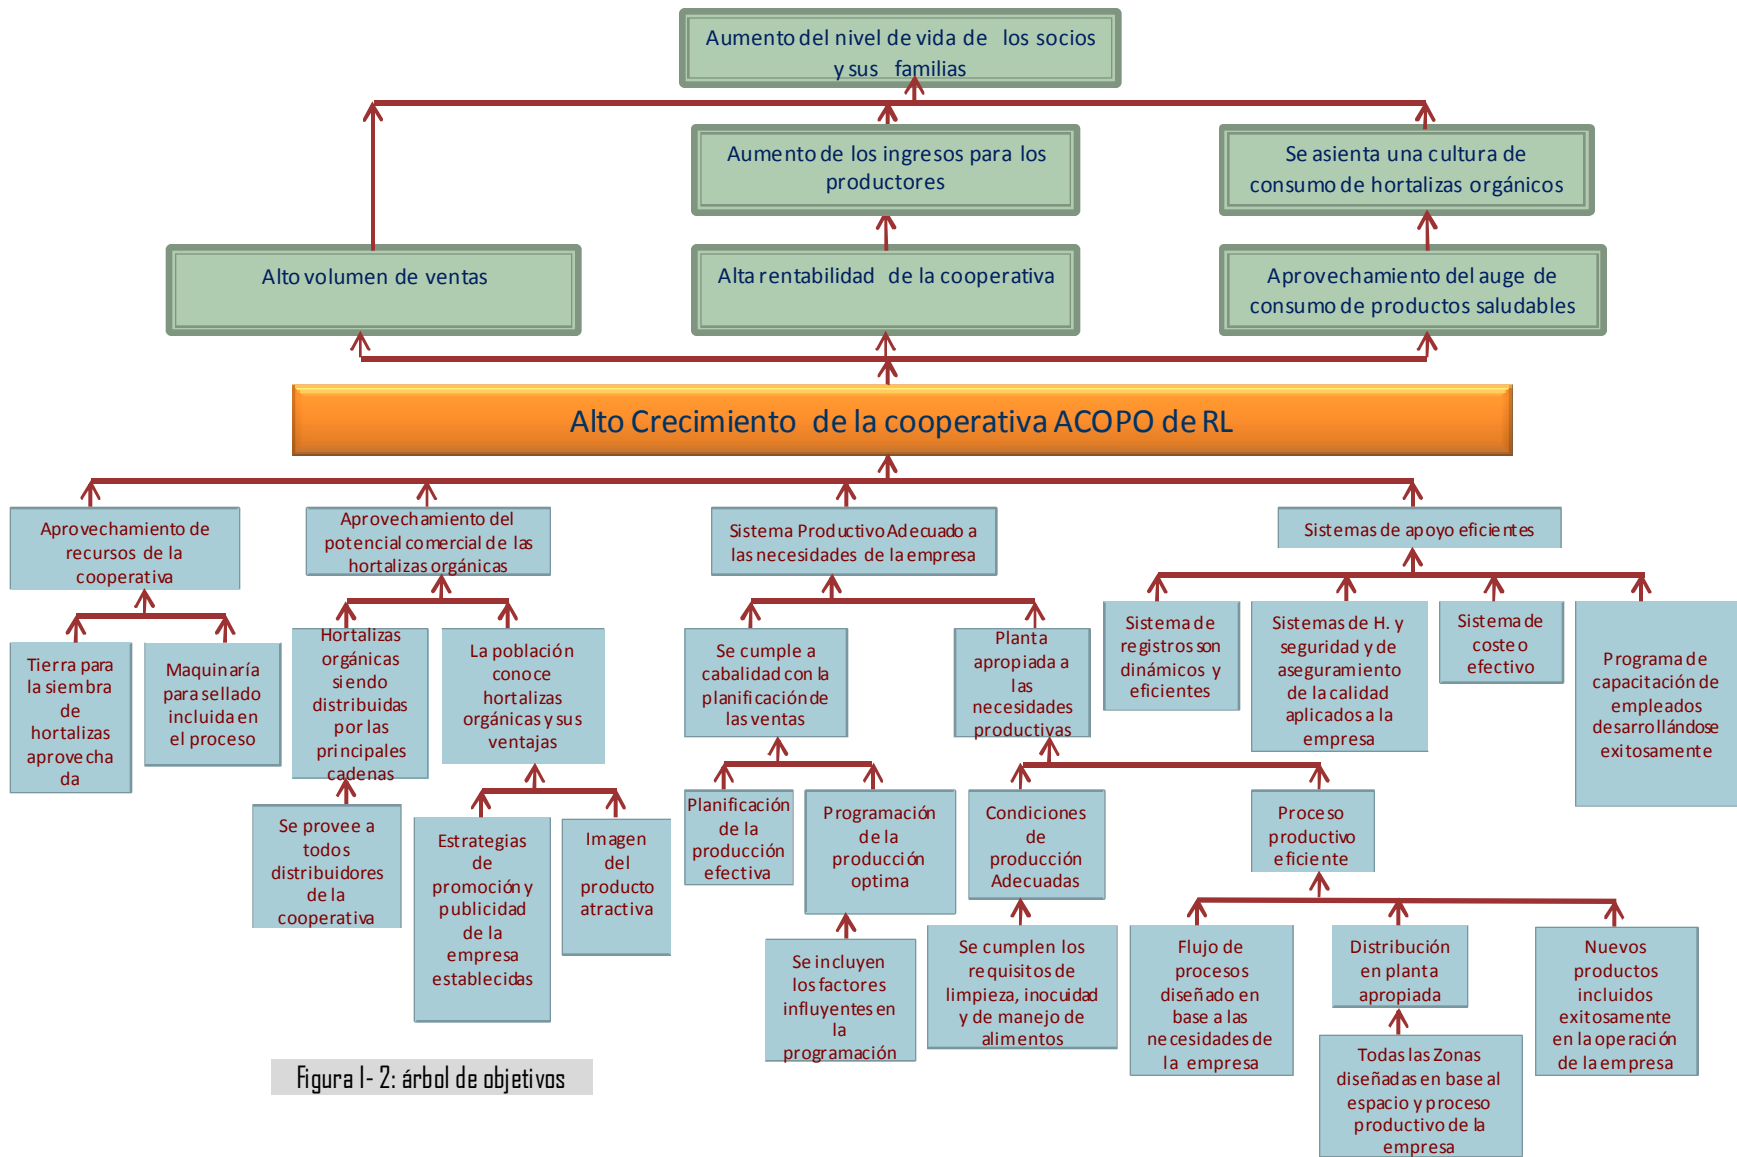 Aumento del nivel de vida de los socios
y sus familias
Aumento de los ingresos para los
productores
Se asienta una cultura de
consumo de hortalizas orgánicos
Alto volumen de ventas
Alta rentabilidad de la cooperativa
Aprovechamiento del auge de
consumo de productos saludables
Alto Crecimiento de la cooperativa ACOPO de RL
Aprovechamiento de
recursos de la
cooperativa
Aprovechamiento del
potencial comercial de las
hortalizas orgánicas
Sistema Productivo Adecuado a
las necesidades de la empresa
Sistemas de apoyo eficientes
Tierra para
la siembra
de
hortalizas
aprovecha
da
Maquinaría
para sellado
incluida en
el proceso
Hortalizas
orgánicas
siendo
distribuidas
por las
principales
cadenas
La población
conoce
hortalizas
orgánicas y sus
ventajas
Se cumple a
cabalidad con la
planificación de
las ventas
Planta
apropiada a
las
necesidades
productivas
Sistema de
registros son
dinámicos y
eficientes
Sistemas de H. y
seguridad y de
aseguramiento
de la calidad
aplicados a la
empresa
Sistema de
costeo
efectivo
Programa de
capacitación de
empleados
desarrollándose
exitosamente
Se provee a
todos
distribuidores
de la
cooperativa
Estrategias
de
promoción y
publicidad
de la
empresa
establecidas
Imagen
del
producto
atractiva
Planificación
de la
producción
efectiva
Programación
de la
producción
optima
Condiciones
de
producción
Adecuadas
Proceso
productivo
eficiente
Se incluyen
los factores
influyentes en
la
programación
Se cumplen los
requisitos de
limpieza, inocuidad
y de manejo de
alimentos
Flujo de
procesos
diseñado en
base a las
necesidades de
la empresa
Distribución
en planta
apropiada
Nuevos
productos
incluidos
exitosamente
en la operación
de la empresa
Todas las Zonas
diseñadas en base al
espacio y proceso
productivo de la
empresa
Figura I- 2: árbol de objetivos